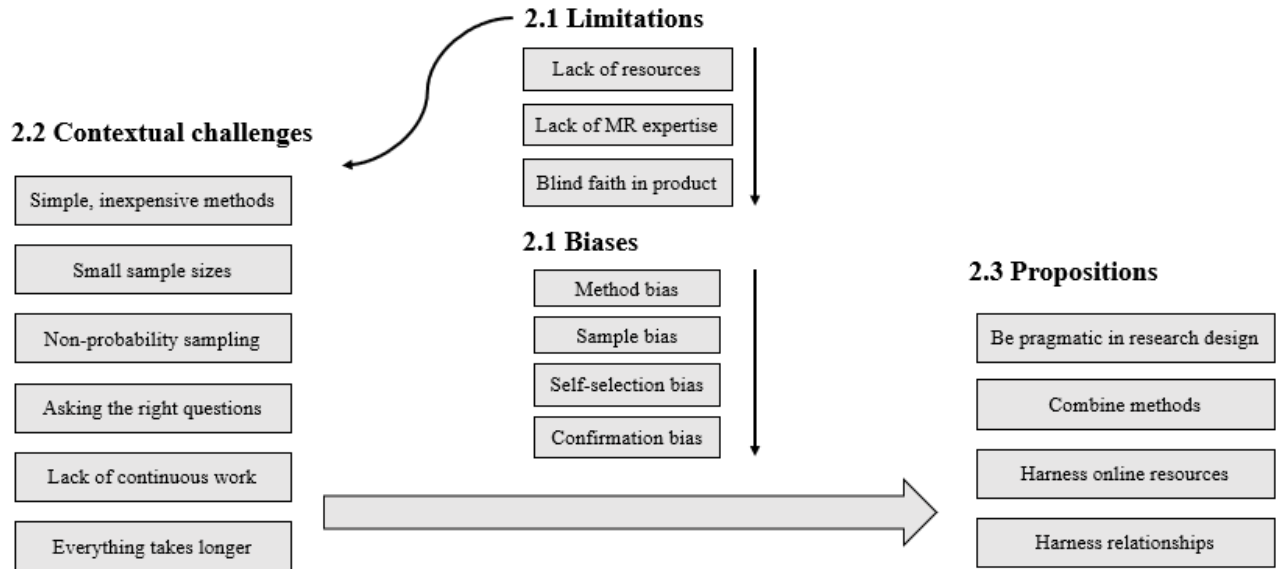 2.1 Limitations
Lack of resources
Lack of MR expertise
Blind faith in product
2.2 Contextual challenges
Simple, inexpensive methods
Small sample sizes
Non-probability sampling
Asking the right questions
Lack of continuous work
Everything takes longer
2.1 Biases
Method bias
Sample bias
Self-selection bias
Confirmation bias
2.3 Propositions
Be pragmatic in research design
Combine methods
Harness online resources
Harness relationships